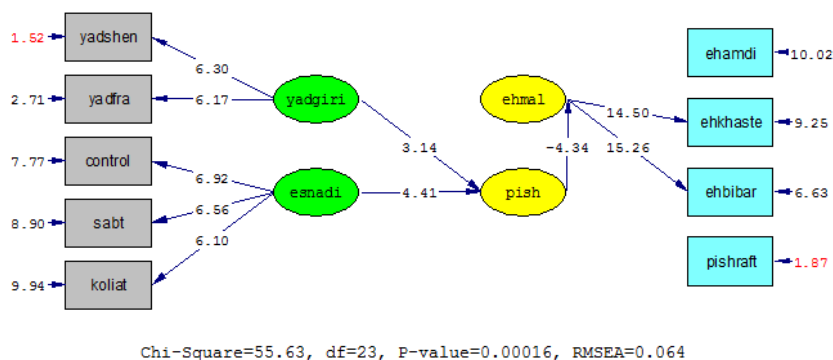 1.52 yadshen
2.71 yadfra
7.77 control
8.90 sabt
9.94 koliat
6.30
6.17
6.92
6.56
6.10
yadgiri
esnadi
3.14
4.41
ehmal
pish
-4.34
14.50
15.26
ehamdi 10.02
ehkhaste 9.25
ehbibar 6.63
pishraft 1.87
Chi-Square=55.63, df=23, P-value=0.00016, RMSEA=0.064